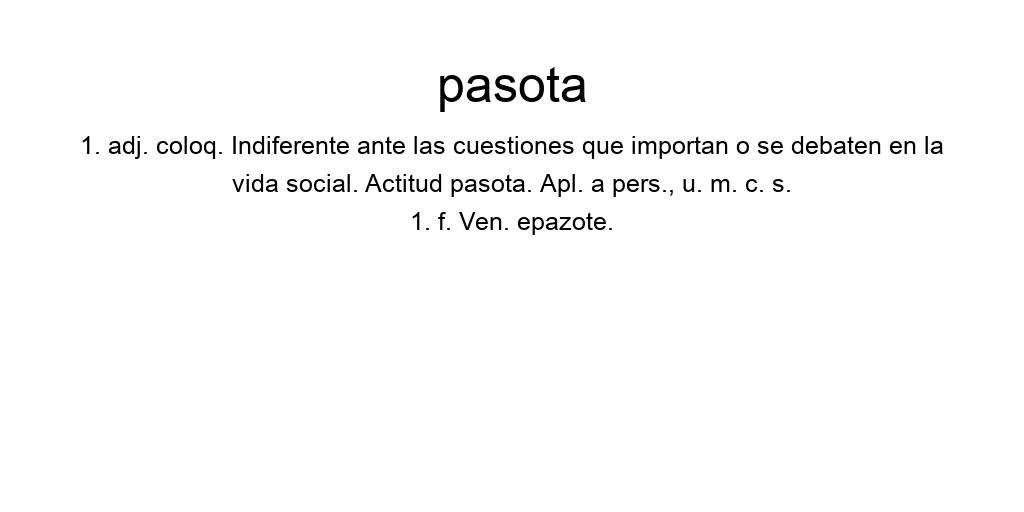 pasota
1. adj. coloq. Indiferente ante las cuestiones que importan o se debaten en la
vida social. Actitud pasota. Apl. a pers., u. m. c. s.
1. f. Ven. epazote.